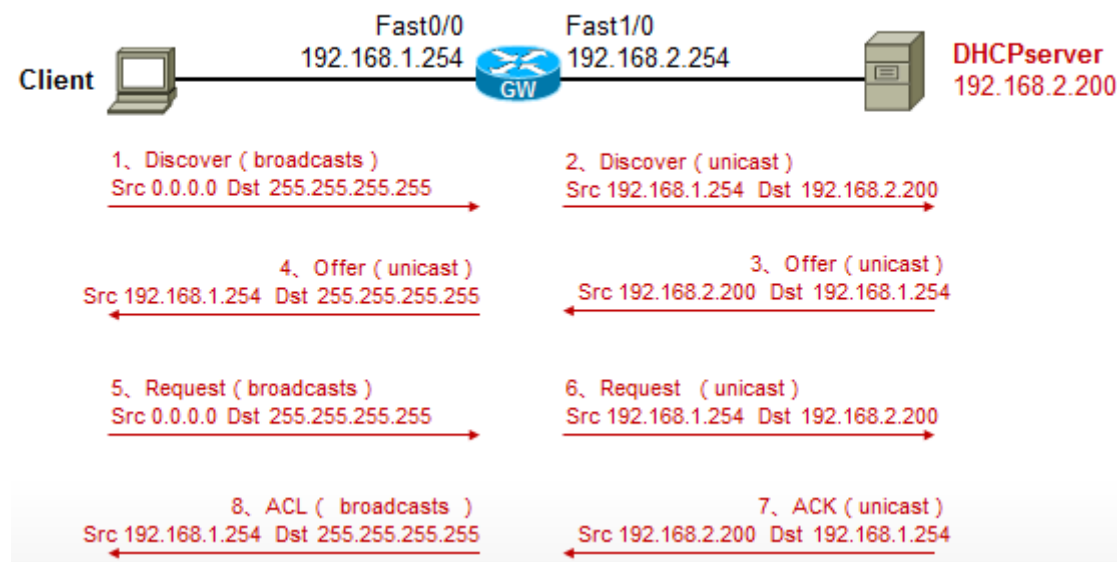 Fast0/0
192.168.1.254
Fast1/0
192.168.2.254
Client
GW
DHCPserver
192.168.2.200
1、Discover ( broadcasts )
Src 0.0.0.0 Dst 255.255.255.255
2、Discover ( unicast )
Src 192.168.1.254 Dst 192.168.2.200
4、Offer ( unicast )
Src 192.168.1.254 Dst 255.255.255.255
3、Offer ( unicast )
Src 192.168.2.200 Dst 192.168.1.254
5、Request ( broadcasts )
Src 0.0.0.0 Dst 255.255.255.255
6、Request ( unicast )
Src 192.168.1.254 Dst 192.168.2.200
8、ACL ( broadcasts )
Src 192.168.1.254 Dst 255.255.255.255
7、ACK ( unicast )
Src 192.168.2.200 Dst 192.168.1.254